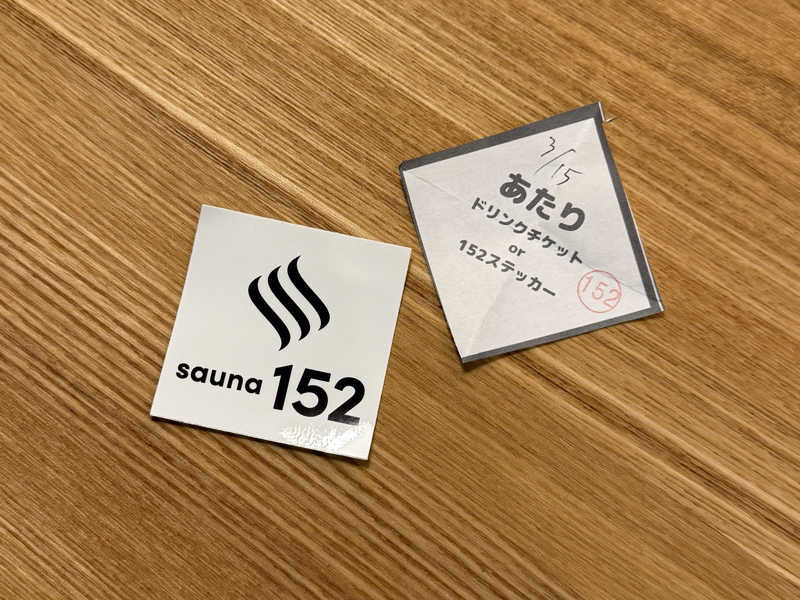 sauna 152
3/15
あたり
ドリンクチケット
or
152ステッカー
152